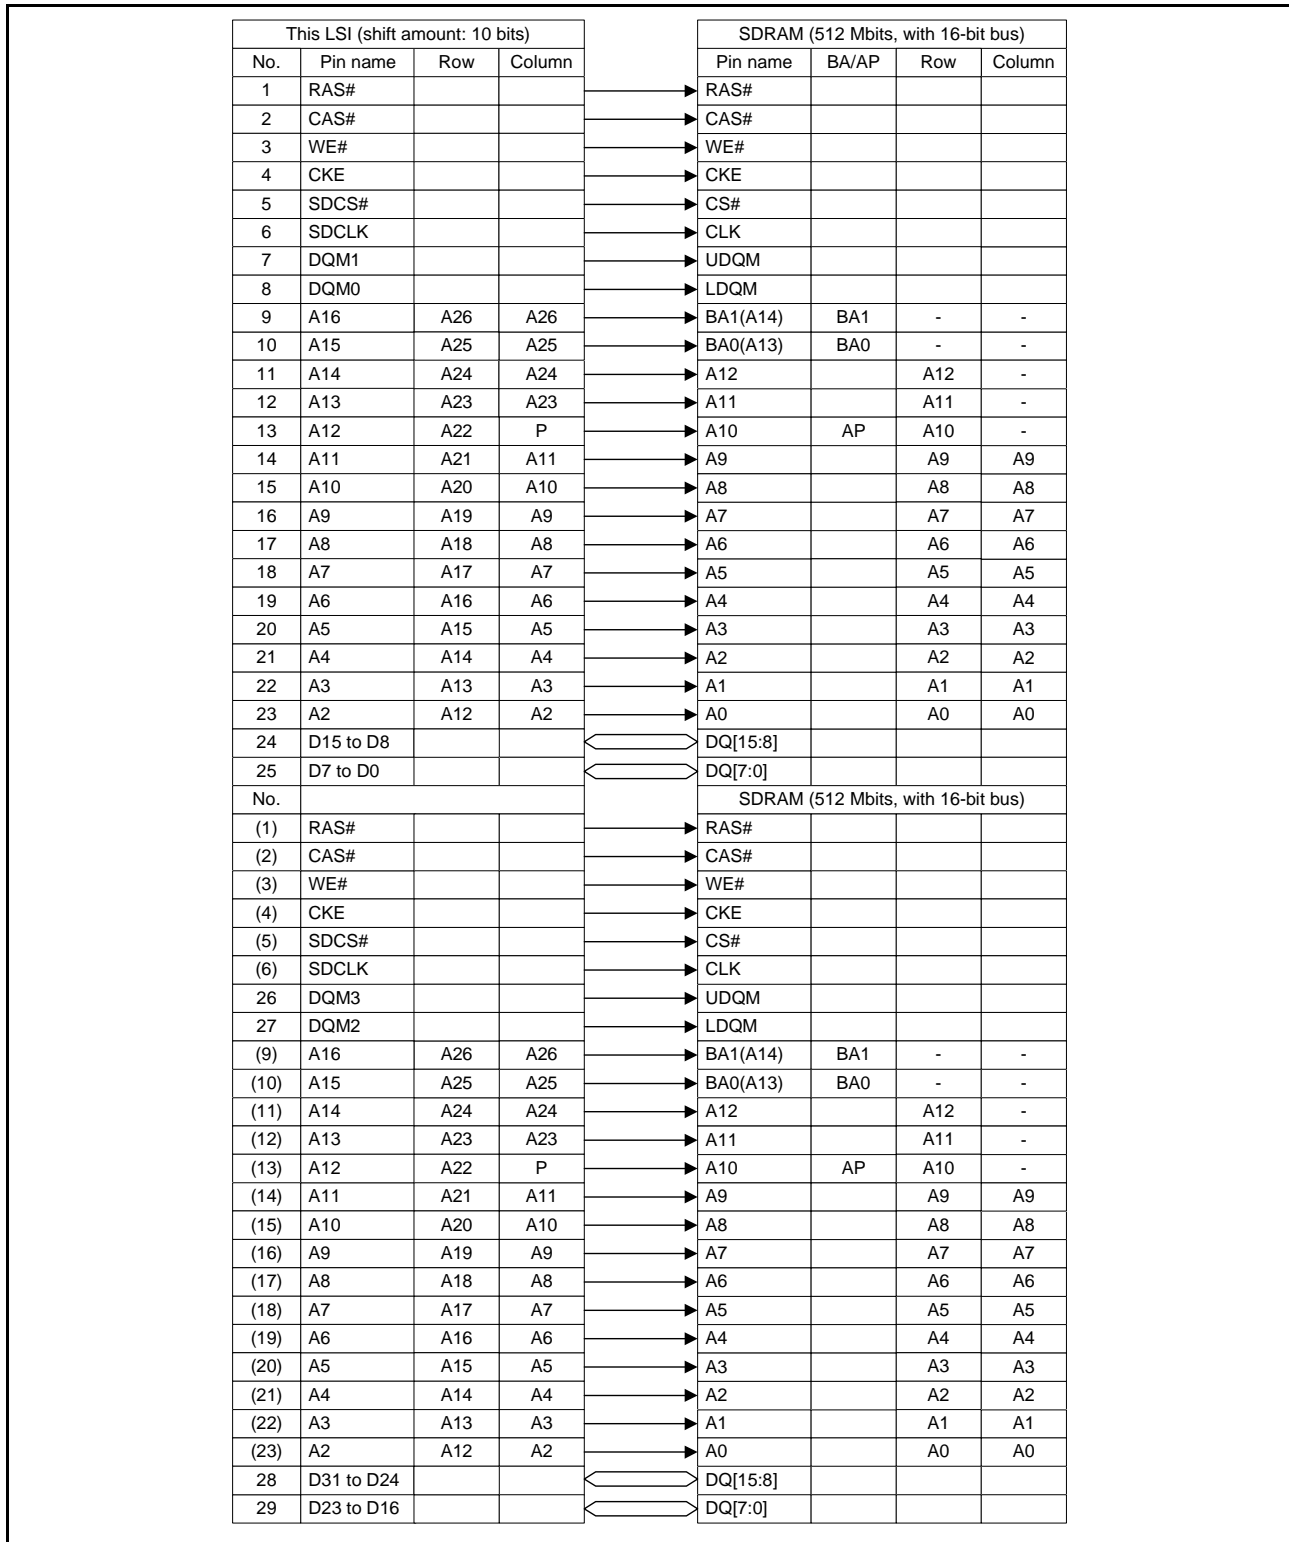 This LSI (shift amount: 10 bits) SDRAM (512 Mbits, with 16-bit bus)
No. Pin name Row Column Pin name BA/AP Row Column
1 RAS# RAS#
2 CAS# CAS#
3 WE# WE#
4 CKE CKE
5 SDCS# CS#
6 SDCLK CLK
7 DQM1 UDQM
8 DQM0 LDQM
9 A16 A26 A26 BA1(A14) BA1 - -
10 A15 A25 A25 BA0(A13) BA0 - -
11 A14 A24 A24 A12 A12 -
12 A13 A23 A23 A11 A11 -
13 A12 A22 P A10 AP A10 -
14 A11 A21 A11 A9 A9 A9
15 A10 A20 A10 A8 A8 A8
16 A9 A19 A9 A7 A7 A7
17 A8 A18 A8 A6 A6 A6
18 A7 A17 A7 A5 A5 A5
19 A6 A16 A6 A4 A4 A4
20 A5 A15 A5 A3 A3 A3
21 A4 A14 A4 A2 A2 A2
22 A3 A13 A3 A1 A1 A1
23 A2 A12 A2 A0 A0 A0
24 D15 to D8 DQ[15:8]
25 D7 to D0 DQ[7:0]
No. SDRAM (512 Mbits, with 16-bit bus)
(1) RAS# RAS#
(2) CAS# CAS#
(3) WE# WE#
(4) CKE CKE
(5) SDCS# CS#
(6) SDCLK CLK
26 DQM3 UDQM
27 DQM2 LDQM
(9) A16 A26 A26 BA1(A14) BA1 - -
(10) A15 A25 A25 BA0(A13) BA0 - -
(11) A14 A24 A24 A12 A12 -
(12) A13 A23 A23 A11 A11 -
(13) A12 A22 P A10 AP A10 -
(14) A11 A21 A11 A9 A9 A9
(15) A10 A20 A10 A8 A8 A8
(16) A9 A19 A9 A7 A7 A7
(17) A8 A18 A8 A6 A6 A6
(18) A7 A17 A7 A5 A5 A5
(19) A6 A16 A6 A4 A4 A4
(20) A5 A15 A5 A3 A3 A3
(21) A4 A14 A4 A2 A2 A2
(22) A3 A13 A3 A1 A1 A1
(23) A2 A12 A2 A0 A0 A0
28 D31 to D24 DQ[15:8]
29 D23 to D16 DQ[7:0]